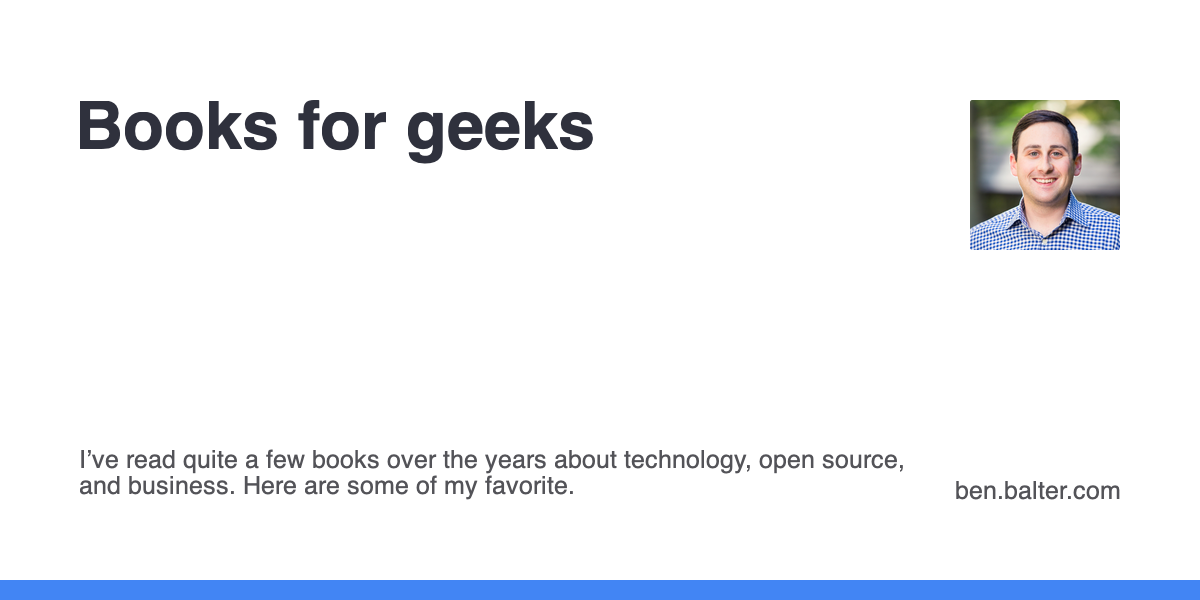 Books for geeks
I’ve read quite a few books over the years about technology, open source,
and business. Here are some of my favorite.
ben.balter.com